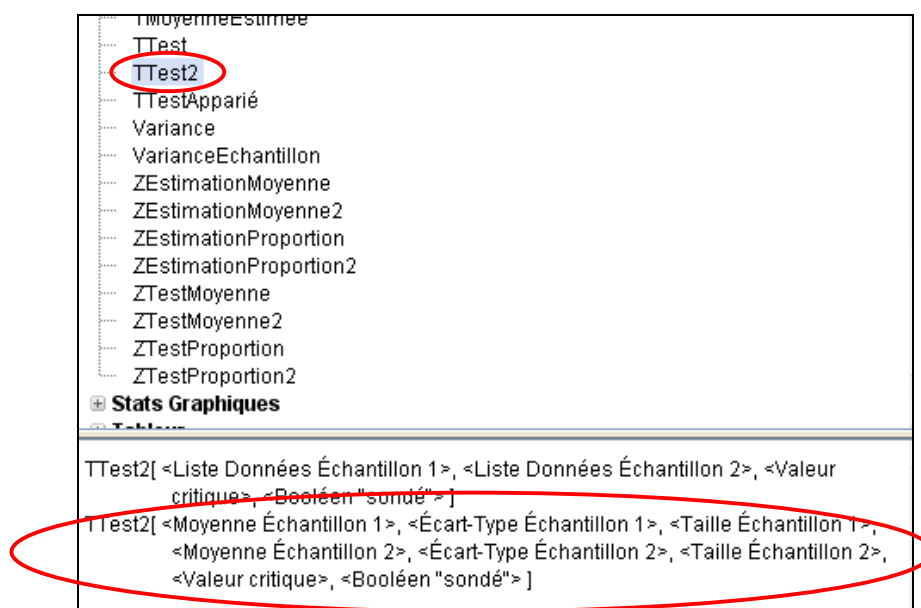 TMoyenneEstimée
TTest
TTest2
TTestApparié
Variance
VarianceEchantillon
ZEstimationMoyenne
ZEstimationMoyenne2
ZEstimationProportion
ZEstimationProportion2
ZTestMoyenne
ZTestMoyenne2
ZTestProportion
ZTestProportion2
Stats Graphiques
Tableur
TTest2[ <Liste Données Échantillon 1>, <Liste Données Échantillon 2>, <Valeur
critique>, <Booléen "sondé"> ]
TTest2[ <Moyenne Échantillon 1>, <Écart-Type Échantillon 1>, <Taille Échantillon 1>,
<Moyenne Échantillon 2>, <Écart-Type Échantillon 2>, <Taille Échantillon 2>,
<Valeur critique>, <Booléen "sondé"> ]